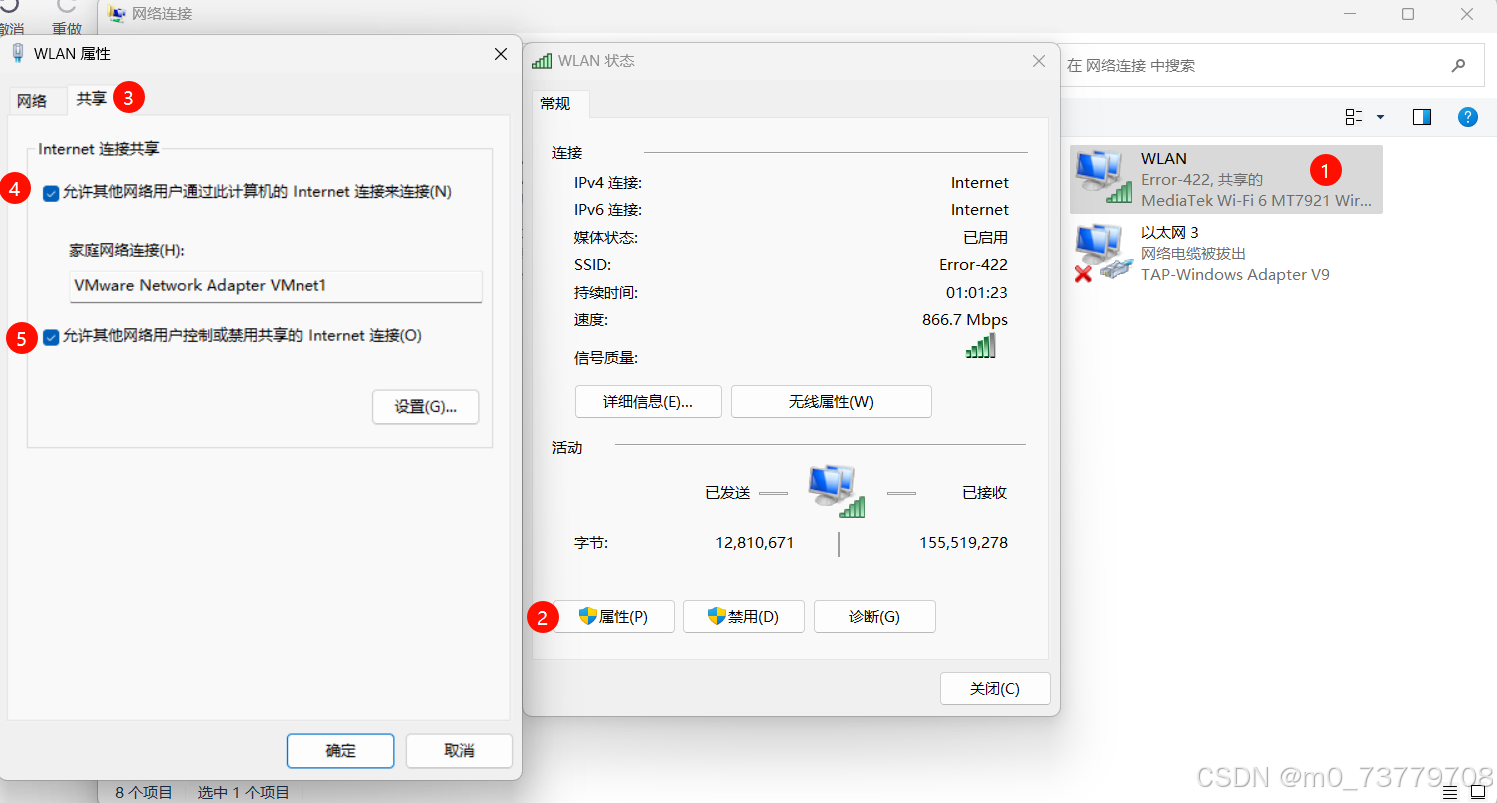 撤消
重做
网络连接
WLAN 属性
网络
共享
3
Internet 连接共享
4
允许其他网络用户通过此计算机的 Internet 连接来连接(N)
家庭网络连接(H):
VMware Network Adapter VMnet1
5
允许其他网络用户控制或禁用共享的 Internet 连接(O)
设置(G)...
确定
取消
WLAN 状态
常规
连接
IPv4 连接: Internet
IPv6 连接: Internet
媒体状态: 已启用
SSID: Error-422
持续时间: 01:01:23
速度: 866.7 Mbps
信号质量:
详细信息(E)...
无线属性(W)
活动
已发送
已接收
字节: 12,810,671 155,519,278
2
属性(P)
禁用(D)
诊断(G)
关闭(C)
在 网络连接 中搜索
?
WLAN
Error-422, 共享的
MediaTek Wi-Fi 6 MT7921 Wir...
1
以太网 3
网络电缆被拔出
TAP-Windows Adapter V9
8 个项目
选中 1 个项目
CSDN @m0_73779708